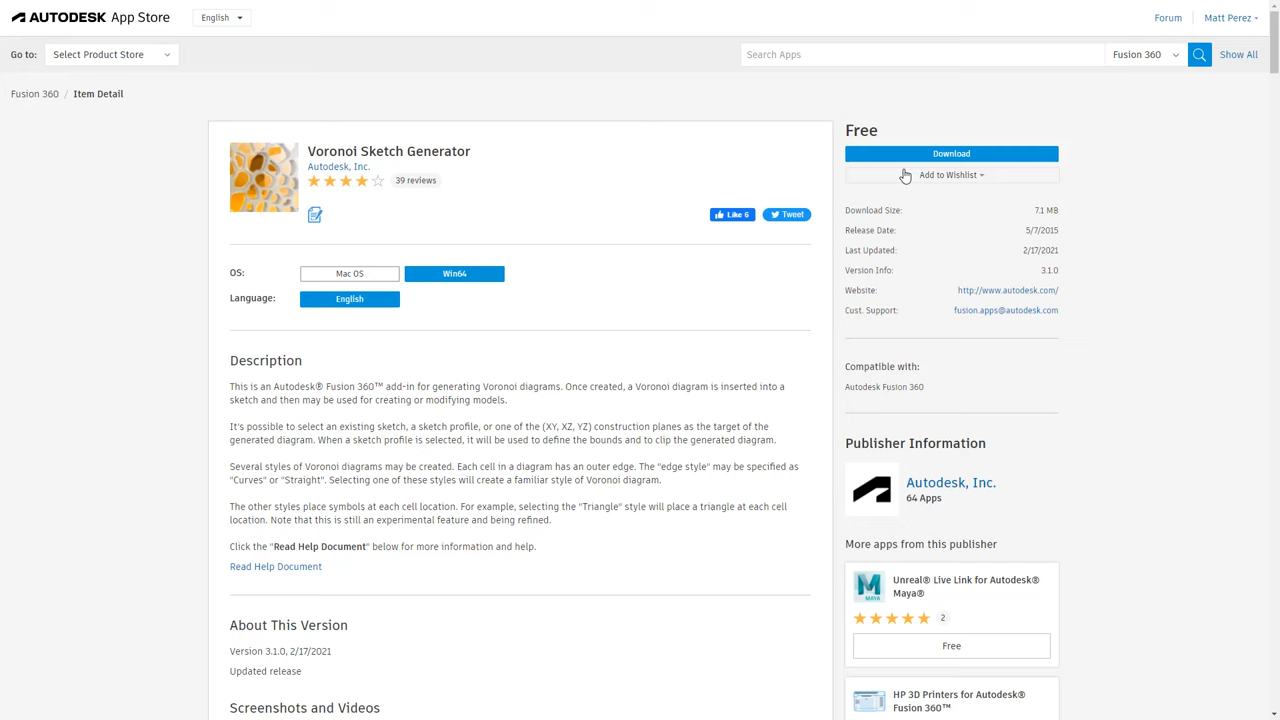 AUTODESK App Store
English
Forum
Matt Perez
Go to:
Select Product Store
Search Apps
Fusion 360
Show All
Fusion 360 / Item Detail
Voronoi Sketch Generator
Autodesk, Inc.
39 reviews
Like 6
Tweet
OS:
Mac OS
Win64
Language:
English
Description
This is an Autodesk® Fusion 360™ add-in for generating Voronoi diagrams. Once created, a Voronoi diagram is inserted into a
sketch and then may be used for creating or modifying models.
It's possible to select an existing sketch, a sketch profile, or one of the (XY, XZ, YZ) construction planes as the target of the
generated diagram. When a sketch profile is selected, it will be used to define the bounds and to clip the generated diagram.
Several styles of Voronoi diagrams may be created. Each cell in a diagram has an outer edge. The "edge style" may be specified as
"Curves" or "Straight". Selecting one of these styles will create a familiar style of Voronoi diagram.
The other styles place symbols at each cell location. For example, selecting the "Triangle" style will place a triangle at each cell
location. Note that this is still an experimental feature and being refined.
Click the "Read Help Document" below for more information and help.
Read Help Document
About This Version
Version 3.1.0, 2/17/2021
Updated release
Screenshots and Videos
Free
Download
Add to Wishlist
Download Size: 7.1 MB
Release Date: 5/7/2015
Last Updated: 2/17/2021
Version Info: 3.1.0
Website: http://www.autodesk.com/
Cust. Support: fusion.apps@autodesk.com
Compatible with:
Autodesk Fusion 360
Publisher Information
Autodesk, Inc.
64 Apps
More apps from this publisher
MAYA
Unreal® Live Link for Autodesk®
Maya®
2
Free
HP 3D Printers for Autodesk®
Fusion 360™